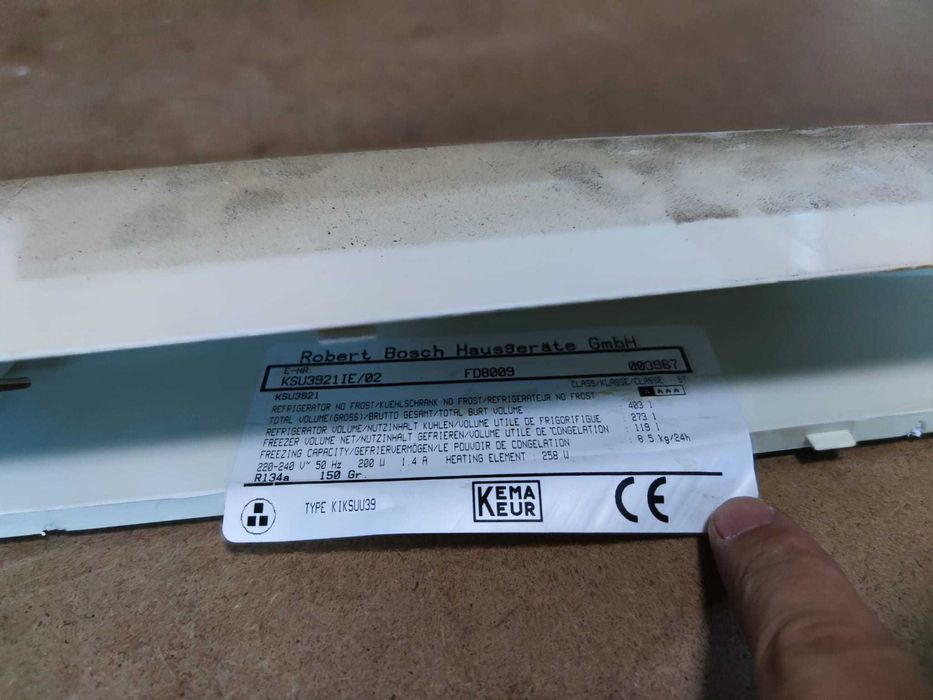 Robert Bosch Hausgeräte GmbH
E-NR. KSU3921IE/02 FD8009 003967
KSU3921 CLASS/KLASSE/CLASSE ST
REFRIGERATOR NO FROST/KUEHLSCHRANK NO FROST/REFRIGERATEUR NO FROST
TOTAL VOLUME(GROSS)/BRUTTO GESAMT/TOTAL BURT VOLUME 403 l
REFRIGERATOR VOLUME/NUTZINHALT KUHLEN/VOLUME UTILE DE FRIGORIFIGUE 273 l
FREEZER VOLUME NET/NUTZINHALT GEFRIEREN/VOLUME UTILE DE CONGELATION : 119 l
FREEZING CAPACITY/GEFRIERVERMÖGEN/LE POUVOIR DE CONGELATION : 8.5 kg/24h
220-240 V~ 50 Hz 200 W 1.4 A HEATING ELEMENT : 258 W
R134a 150 Gr.
TYPE KIKSUU39
KEMA
KEUR
CE